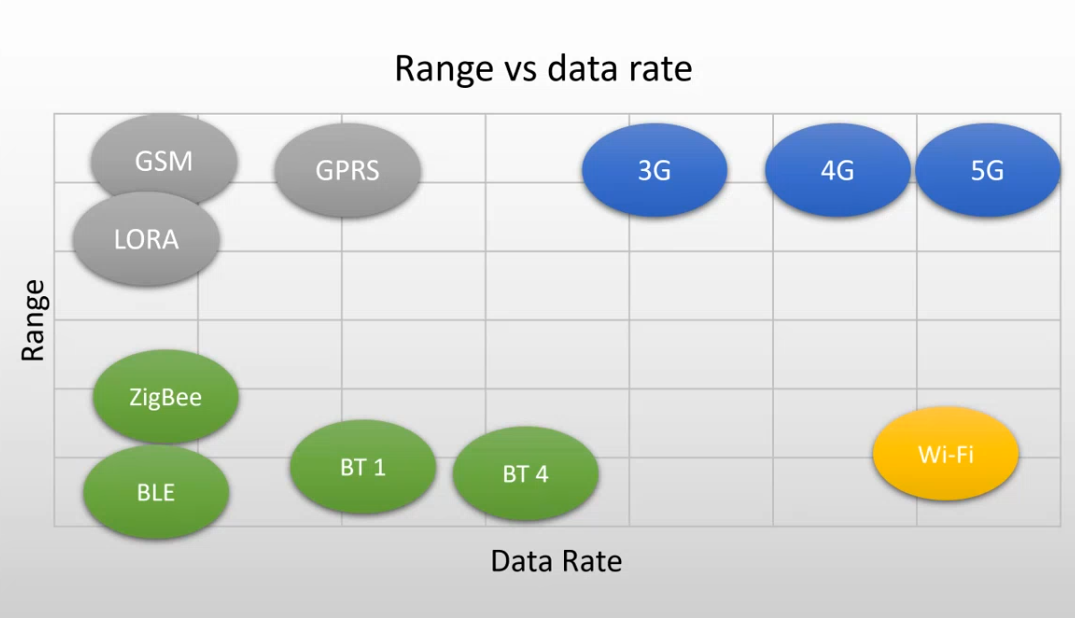 Range vs data rate
GSM
GPRS
3G
4G
5G
LORA
Range
ZigBee
BT 1
BT 4
Wi-Fi
BLE
Data Rate